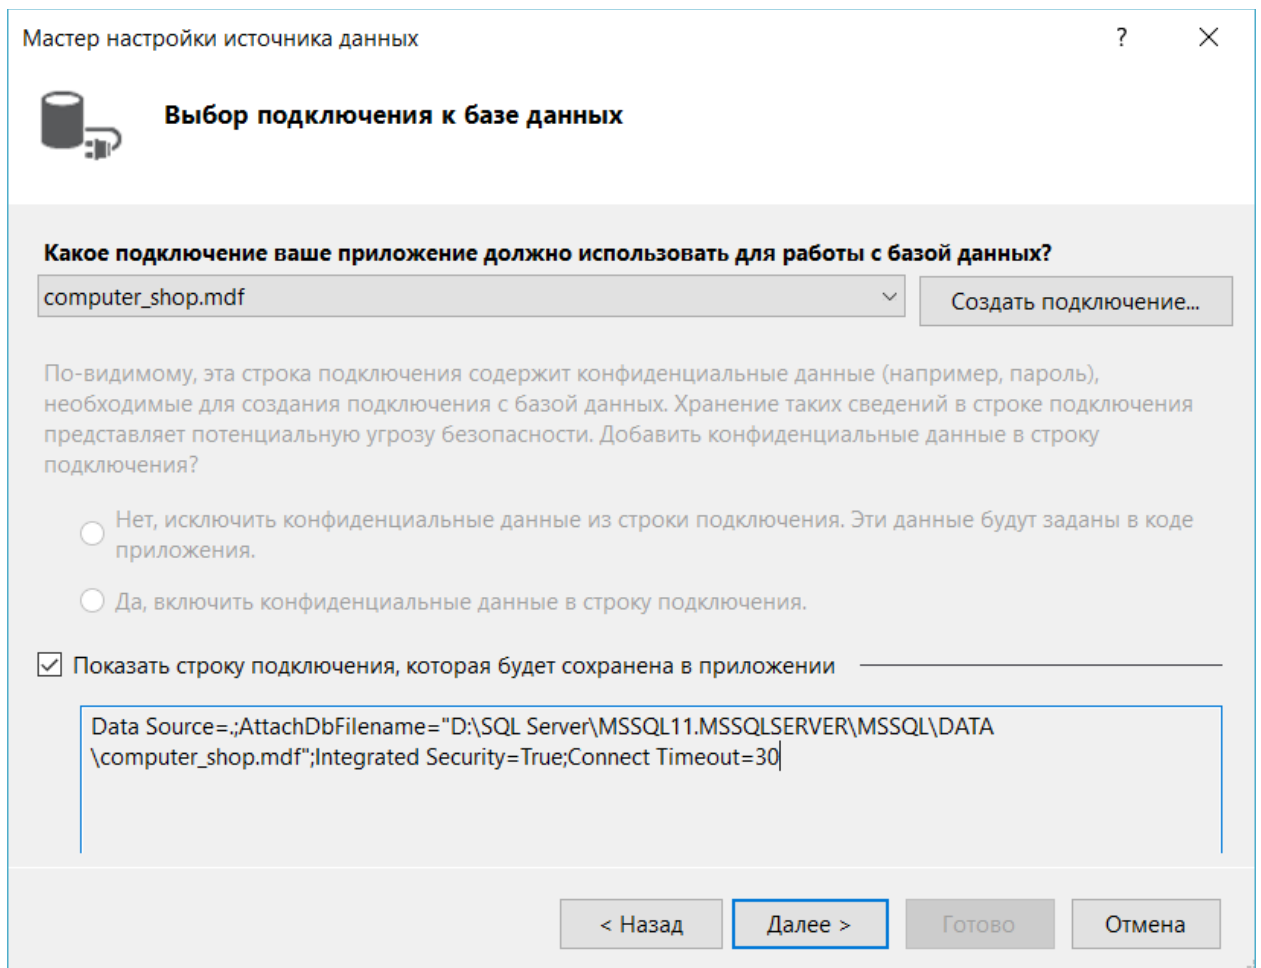 Мастер настройки источника данных
?
Выбор подключения к базе данных
Какое подключение ваше приложение должно использовать для работы с базой данных?
computer_shop.mdf
Создать подключение...
По-видимому, эта строка подключения содержит конфиденциальные данные (например, пароль),
необходимые для создания подключения с базой данных. Хранение таких сведений в строке подключения
представляет потенциальную угрозу безопасности. Добавить конфиденциальные данные в строку
подключения?
Нет, исключить конфиденциальные данные из строки подключения. Эти данные будут заданы в коде
приложения.
Да, включить конфиденциальные данные в строку подключения.
Показать строку подключения, которая будет сохранена в приложении
Data Source=.;AttachDbFilename="D:\SQL Server\MSSQL11.MSSQLSERVER\MSSQL\DATA
\computer_shop.mdf";Integrated Security=True;Connect Timeout=30
< Назад
Далее >
Готово
Отмена